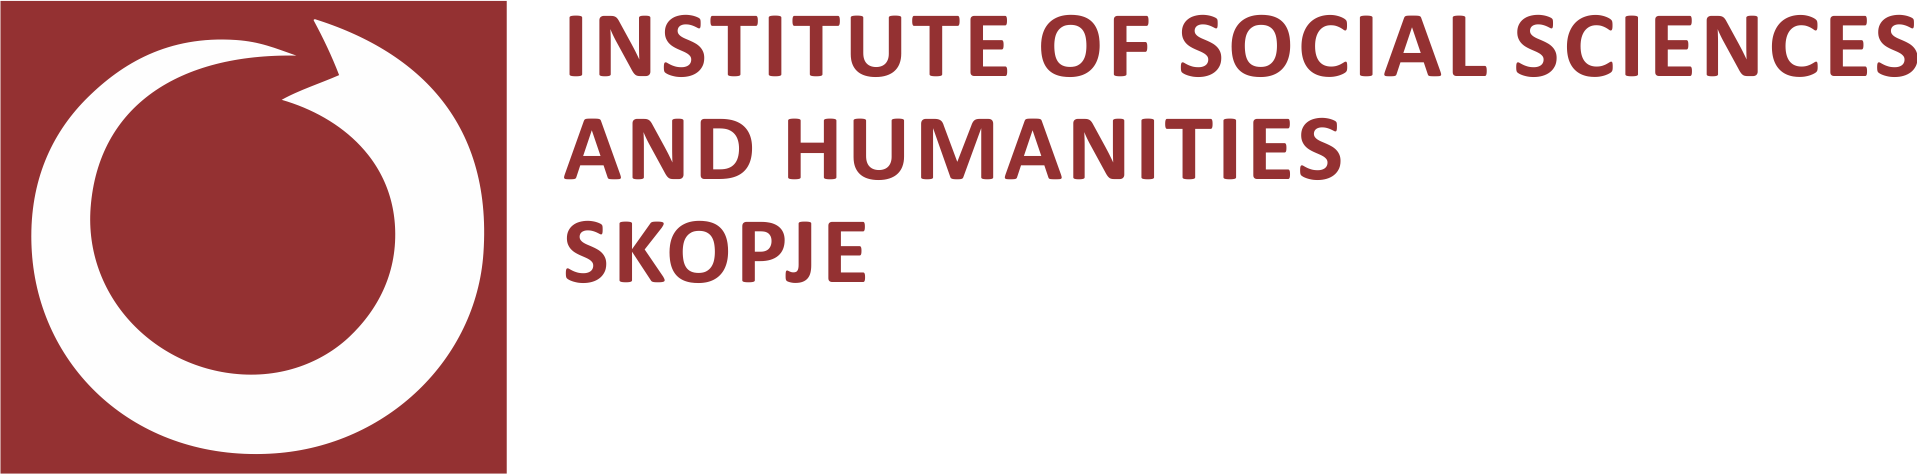 INSTITUTE OF SOCIAL SCIENCES
AND HUMANITIES
SKOPJE